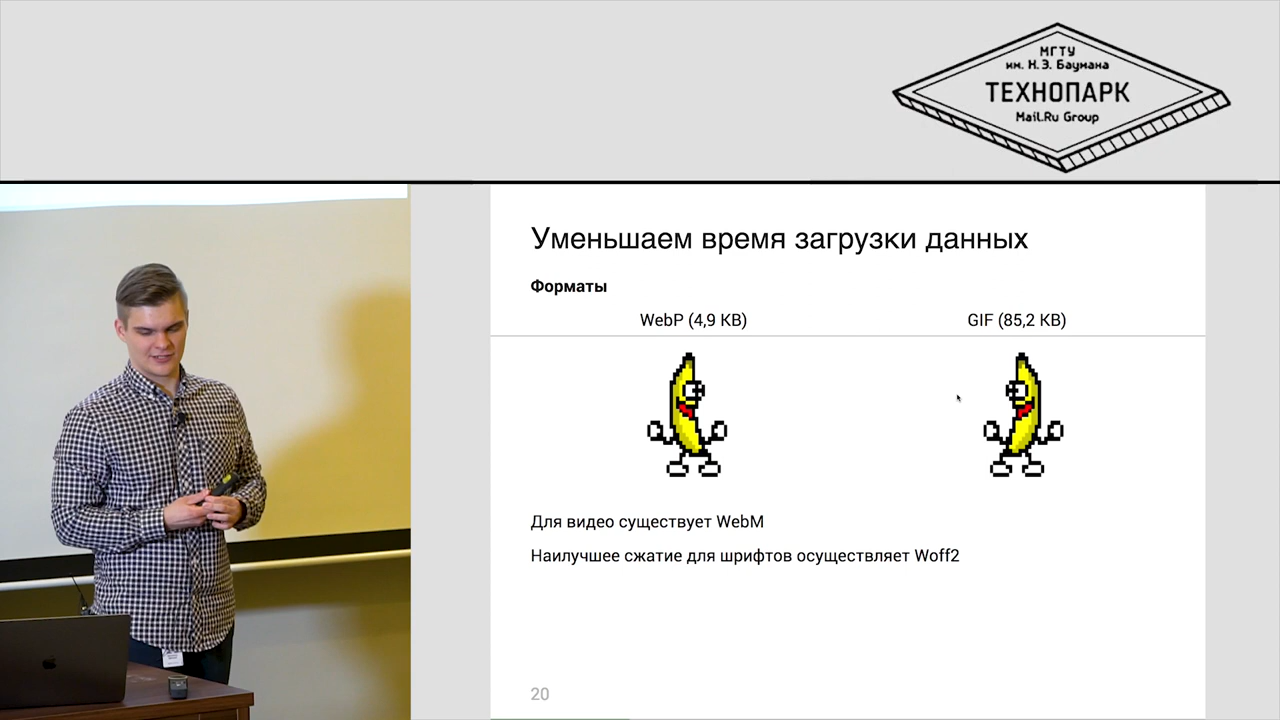 МГТУ
им. Н.Э. Баумана
ТЕХНОПАРК
Mail.Ru Group
Уменьшаем время загрузки данных
Форматы
WebP (4,9 KB)
GIF (85,2 KB)
Для видео существует WebM
Наилучшее сжатие для шрифтов осуществляет Woff2
20